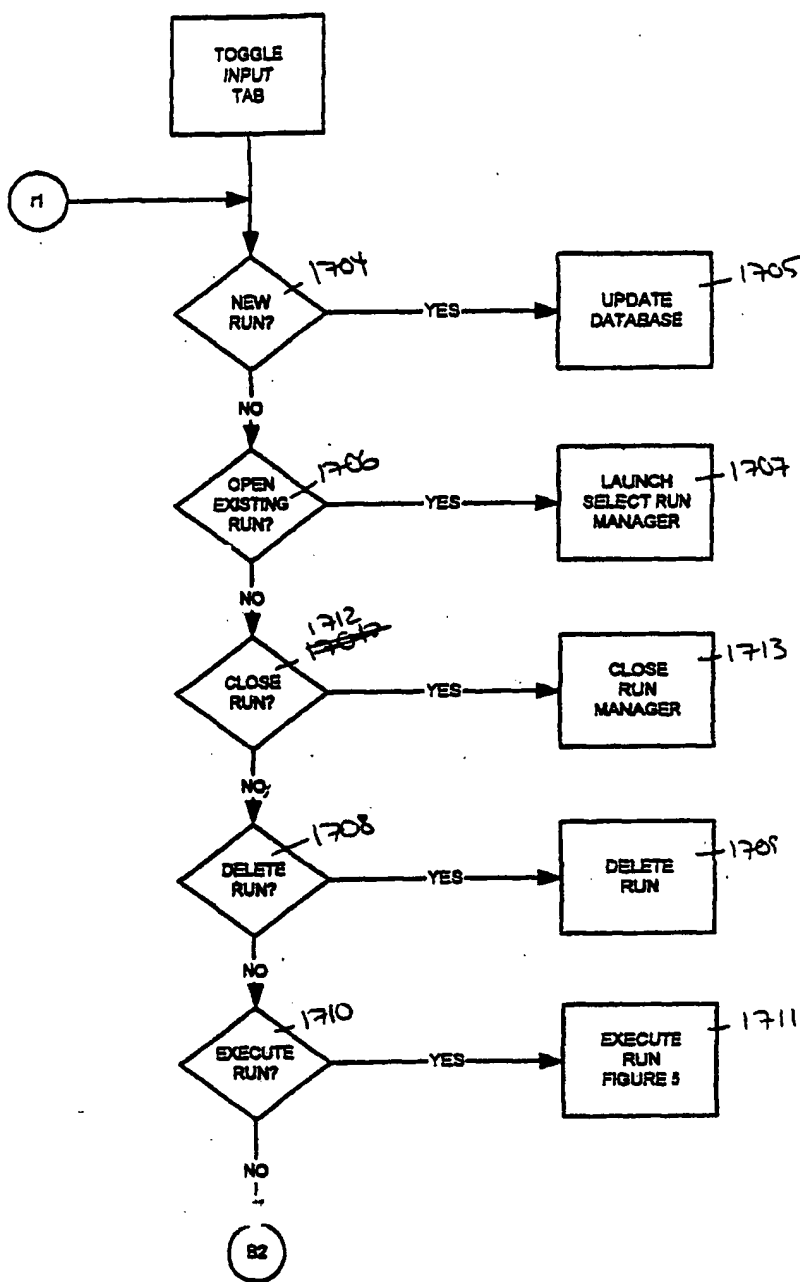 TOGGLE
INPUT
TAB
1704
NEW
RUN?
YES
UPDATE
DATABASE
1705
NO
OPEN
EXISTING
RUN?
1706
YES
LAUNCH
SELECT RUN
MANAGER
1707
NO
1712
CLOSE
RUN?
YES
CLOSE
RUN
MANAGER
1713
NO
DELETE
RUN?
1708
YES
DELETE
RUN
1709
NO
EXECUTE
RUN?
1710
YES
EXECUTE
RUN
FIGURE 5
1711
NO
B2